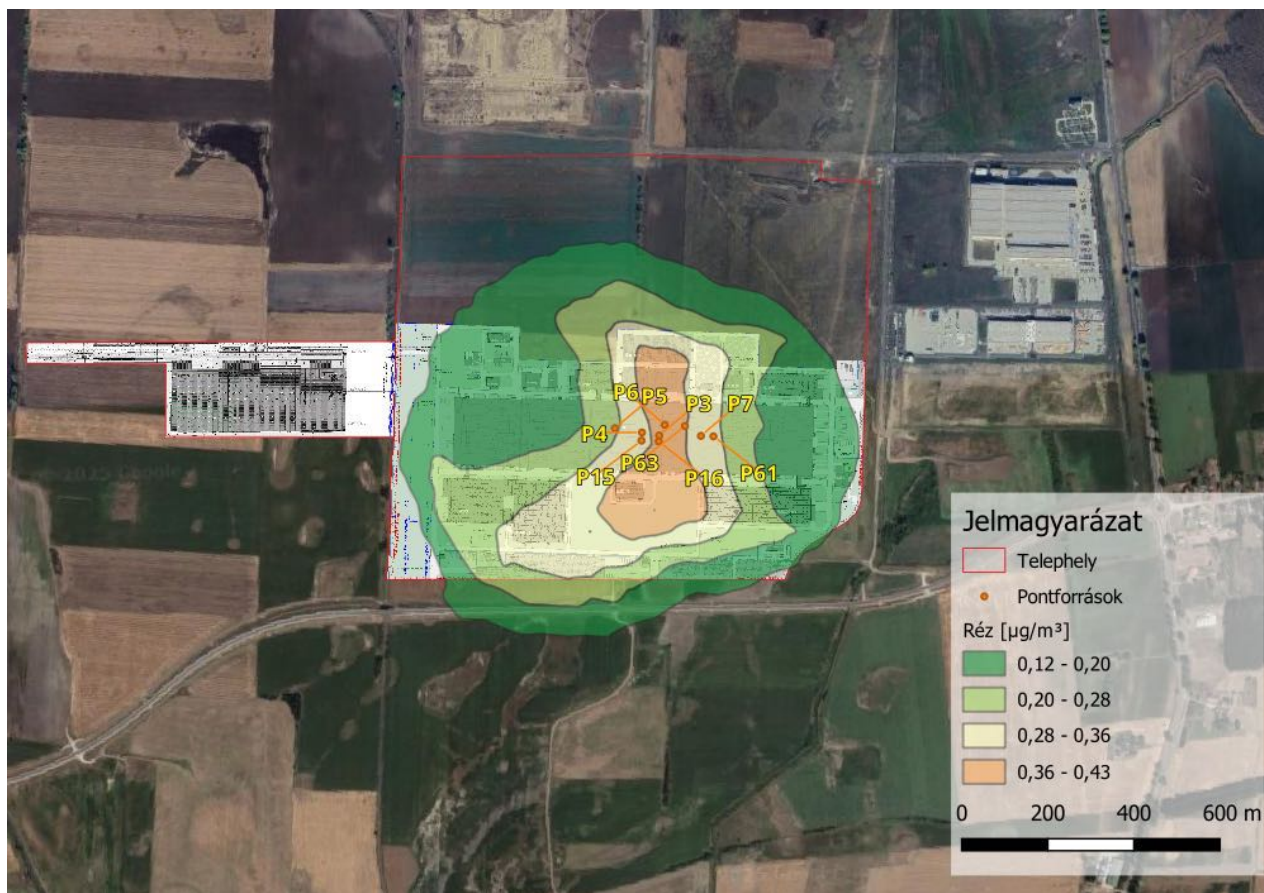 P6
P5
P3
P7
P4
P15
P63
P16
P61
Jelmagyarázat
Telephely
Pontforrások
Réz [µg/m³]
0,12 - 0,20
0,20 - 0,28
0,28 - 0,36
0,36 - 0,43
0 200 400 600 m